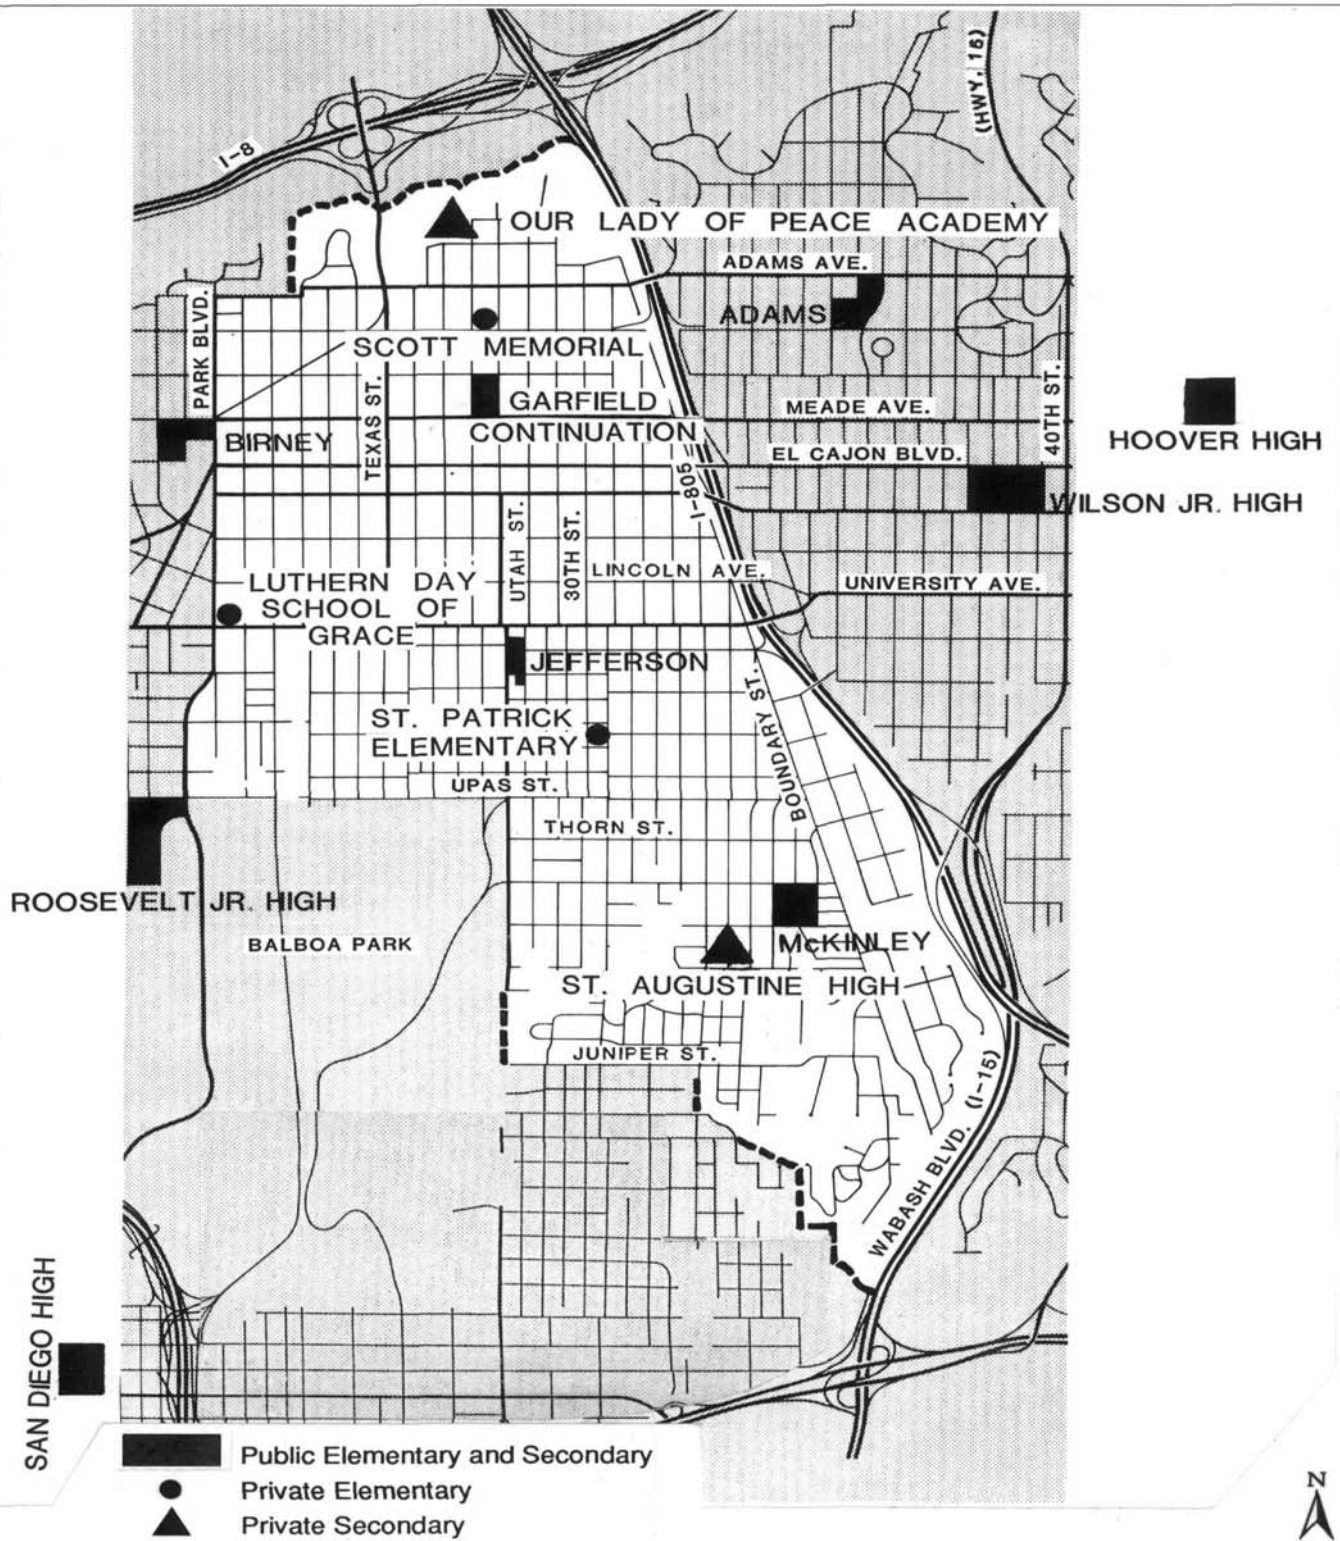 (HWY. 15)
I-8
OUR LADY OF PEACE ACADEMY
ADAMS AVE.
PARK BLVD.
ADAMS
SCOTT MEMORIAL
TEXAS ST.
40TH ST.
GARFIELD
CONTINUATION
MEADE AVE.
BIRNEY
HOOVER HIGH
EL CAJON BLVD.
I-805
WILSON JR. HIGH
UTAH ST.
30TH ST.
LINCOLN AVE.
UNIVERSITY AVE.
LUTHERN DAY
SCHOOL OF
GRACE
JEFFERSON
BOUNDARY ST.
ST. PATRICK
ELEMENTARY
UPAS ST.
THORN ST.
ROOSEVELT JR. HIGH
BALBOA PARK
McKINLEY
ST. AUGUSTINE HIGH
JUNIPER ST.
WABASH BLVD. (I-15)
SAN DIEGO HIGH
Public Elementary and Secondary
Private Elementary
Private Secondary
N